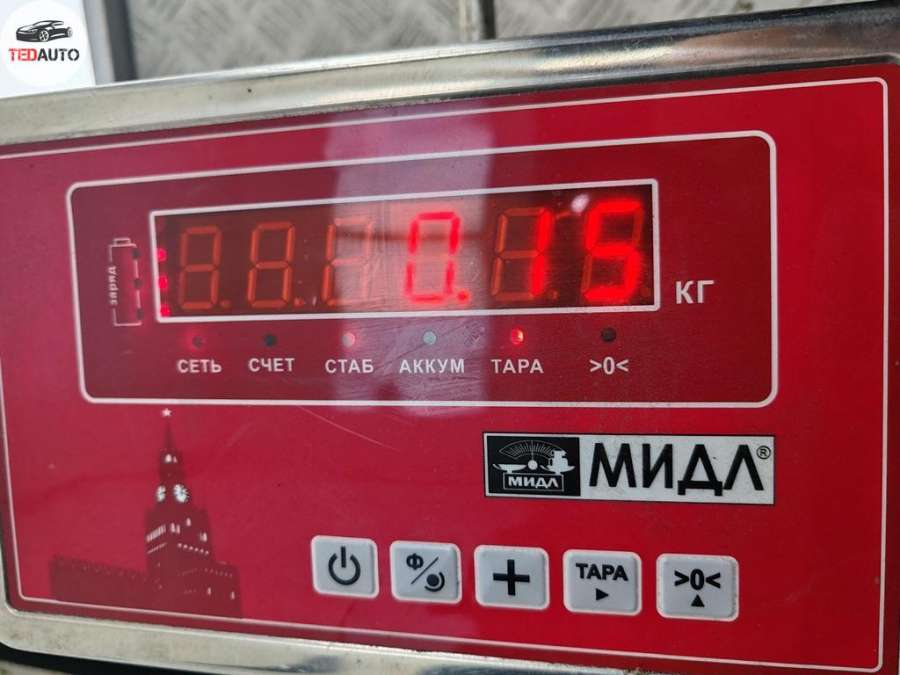 TEDAUTO
0.15
заряд
КГ
СЕТЬ СЧЕТ СТАБ АККУМ ТАРА >0<
МИДЛ МИДЛ®
Ф ТАРА >0<